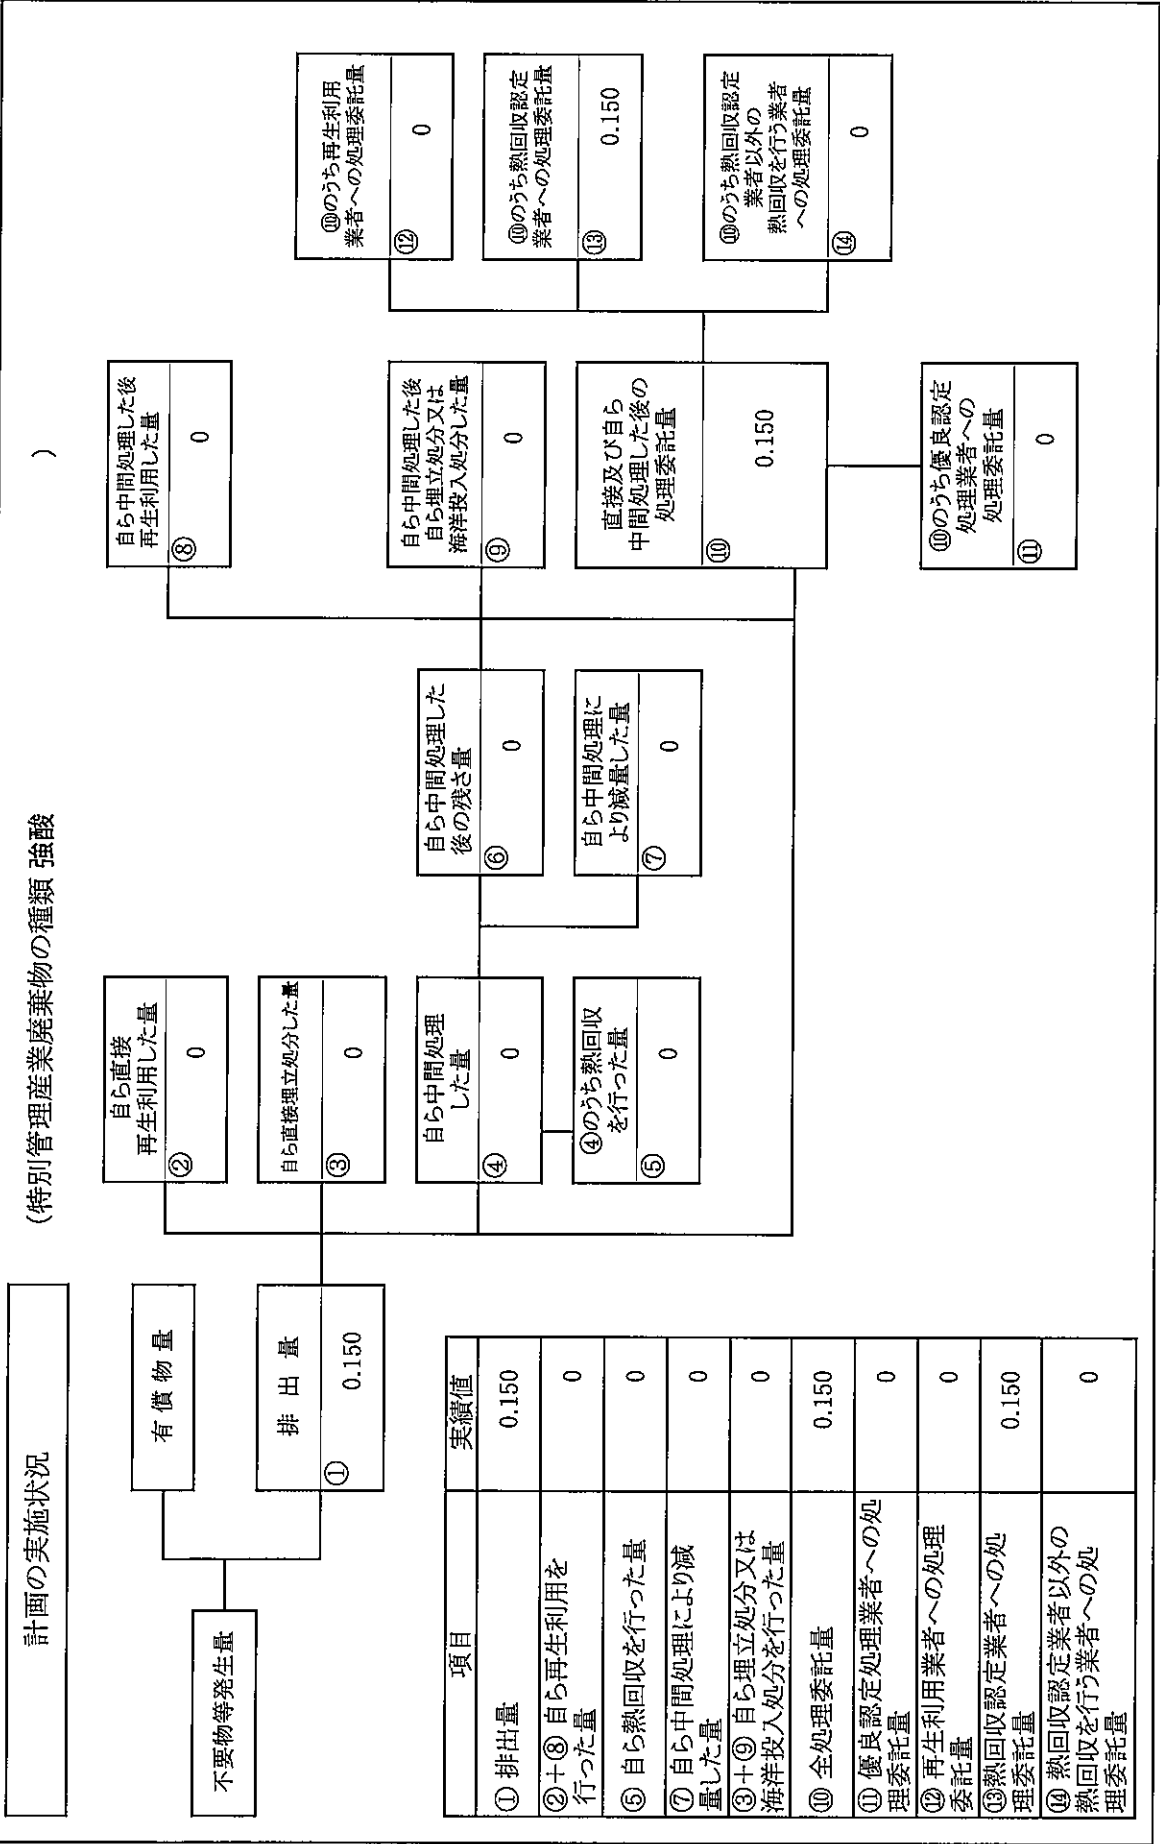 計画の実施状況
(特別管理産業廃棄物の種類 強酸 )
不要物等発生量
有償物量
排出量
① 0.150
自ら直接
再生利用した量
② 0
自ら直接埋立処分した量
③ 0
自ら中間処理
した量
④ 0
④のうち熱回収
を行った量
⑤ 0
自ら中間処理した
後の残さ量
⑥ 0
自ら中間処理に
より減量した量
⑦ 0
自ら中間処理した後
再生利用した量
⑧ 0
自ら中間処理した後
自ら埋立処分又は
海洋投入処分した量
⑨ 0
直接及び自ら
中間処理した後の
処理委託量
⑩ 0.150
⑩のうち優良認定
処理業者への
処理委託量
⑪ 0
⑩のうち再生利用
業者への処理委託量
⑫ 0
⑩のうち熱回収認定
業者への処理委託量
⑬ 0.150
⑩のうち熱回収認定
業者以外の
熱回収を行う業者
への処理委託量
⑭ 0
項目 実績値
① 排出量 0.150
②+⑧ 自ら再生利用を
行った量 0
⑤ 自ら熱回収を行った量 0
⑦ 自ら中間処理により減
量した量 0
③+⑨ 自ら埋立処分又は
海洋投入処分を行った量 0
⑩ 全処理委託量 0.150
⑪ 優良認定処理業者への処
理委託量 0
⑫ 再生利用業者への処理
委託量 0
⑬熱回収認定業者への処
理委託量 0.150
⑭ 熱回収認定業者以外の
熱回収を行う業者への処
理委託量 0